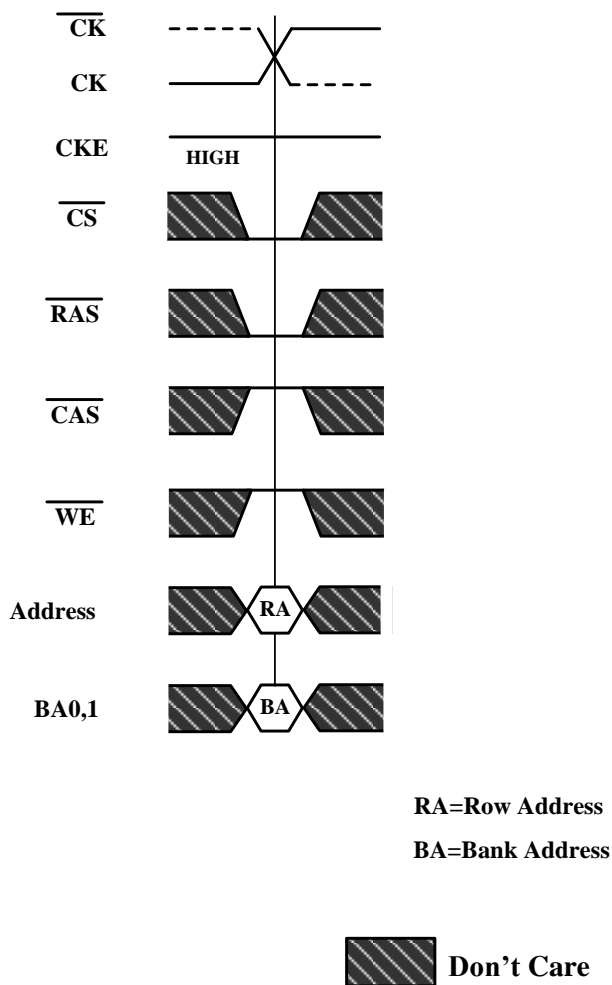 CK
CK
CKE
HIGH
CS
RAS
CAS
WE
Address
RA
BA0,1
BA
RA=Row Address
BA=Bank Address
Don't Care